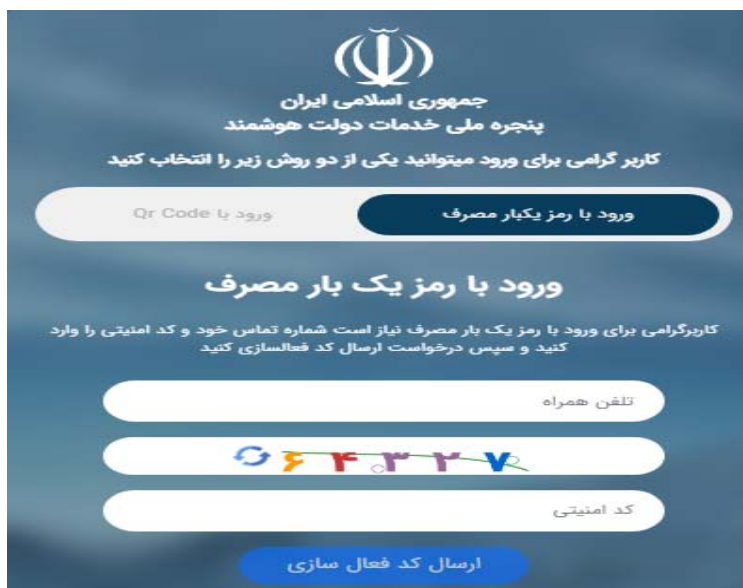 جمهوری اسلامی ایران
پنجره ملی خدمات دولت هوشمند
کاربر گرامی برای ورود میتوانید یکی از دو روش زیر را انتخاب کنید
ورود با رمز یکبار مصرف
ورود با Qr Code
ورود با رمز یک بار مصرف
کاربرگرامی برای ورود با رمز یک بار مصرف نیاز است شماره تماس خود و کد امنیتی را وارد
کنید و سپس درخواست ارسال کد فعالسازی کنید
تلفن همراه
۶۴۳۲۷
کد امنیتی
ارسال کد فعال سازی